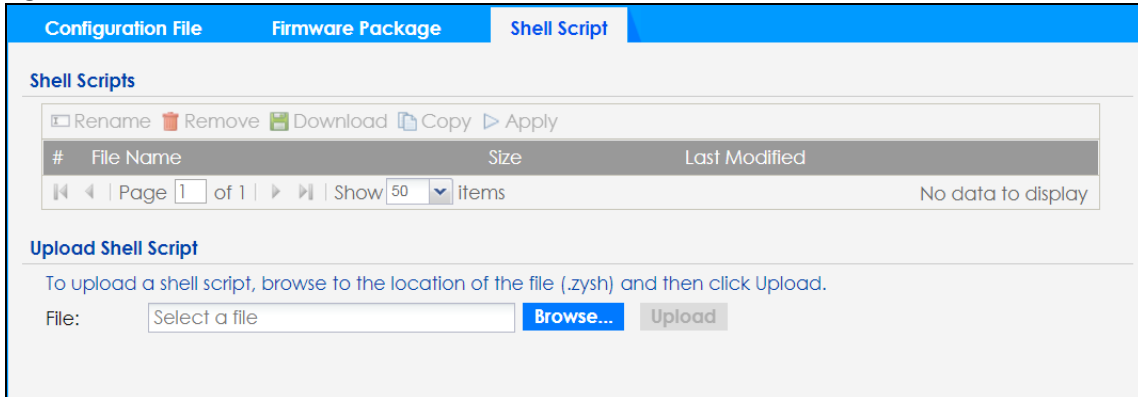 Configuration File Firmware Package Shell Script
Shell Scripts
Rename Remove Download Copy Apply
# File Name Size Last Modified
Page 1 of 1 Show 50 items No data to display
Upload Shell Script
To upload a shell script, browse to the location of the file (.zysh) and then click Upload.
File: Select a file Browse... Upload